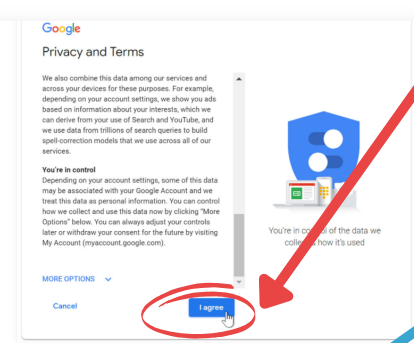 Google
Privacy and Terms
We also combine this data among our services and
across your devices for these purposes. For example,
depending on your account settings, we show you ads
based on information about your interests, which we
can derive from your use of Search and YouTube, and
we use data from trillions of search queries to build
spell-correction models that we use across all of our
services.
You're in control
Depending on your account settings, some of this data
may be associated with your Google Account and we
treat this data as personal information. You can control
how we collect and use this data now by clicking "More
Options" below. You can always adjust your controls
later or withdraw your consent for the future by visiting
My Account (myaccount.google.com).
MORE OPTIONS
Cancel
I agree
You're in control of the data we
how it's used